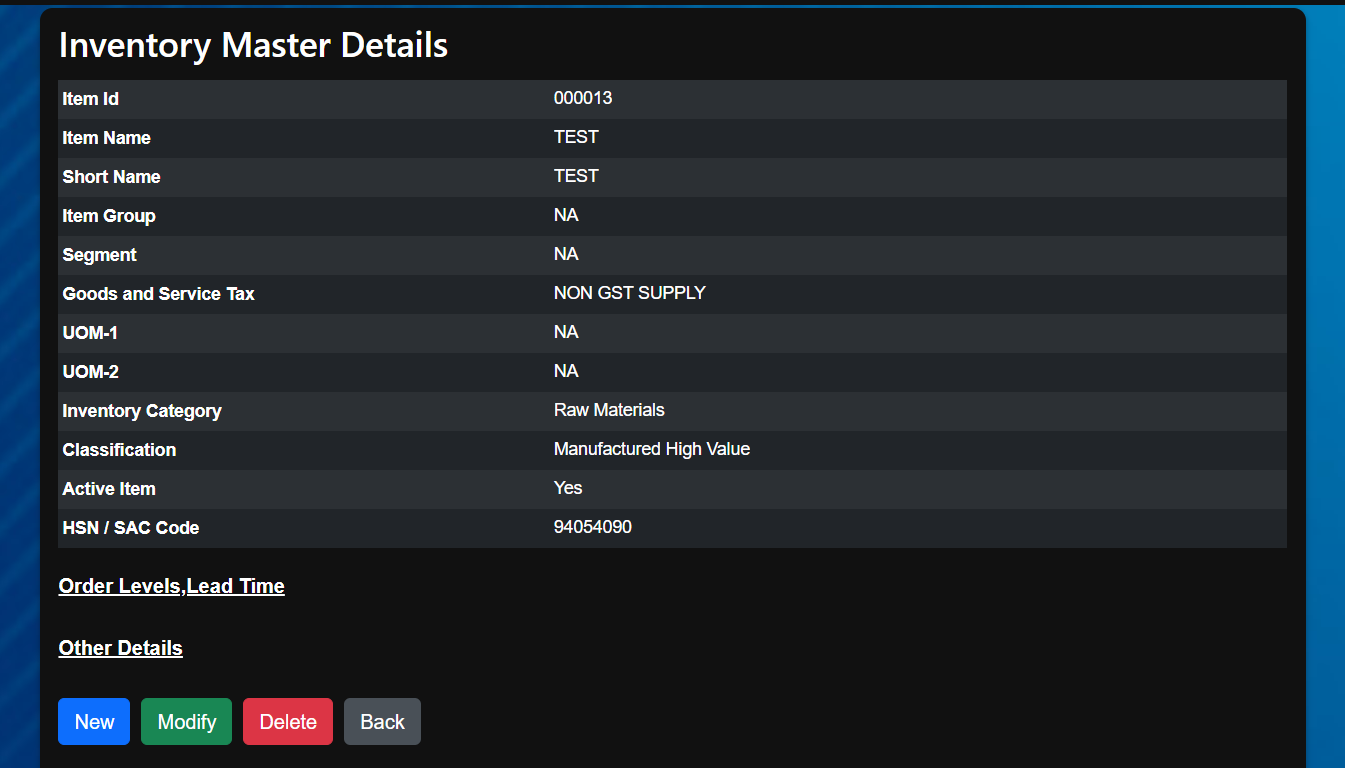 Inventory Master Details
Item Id 000013
Item Name TEST
Short Name TEST
Item Group NA
Segment NA
Goods and Service Tax NON GST SUPPLY
UOM-1 NA
UOM-2 NA
Inventory Category Raw Materials
Classification Manufactured High Value
Active Item Yes
HSN / SAC Code 94054090
Order Levels,Lead Time
Other Details
New Modify Delete Back